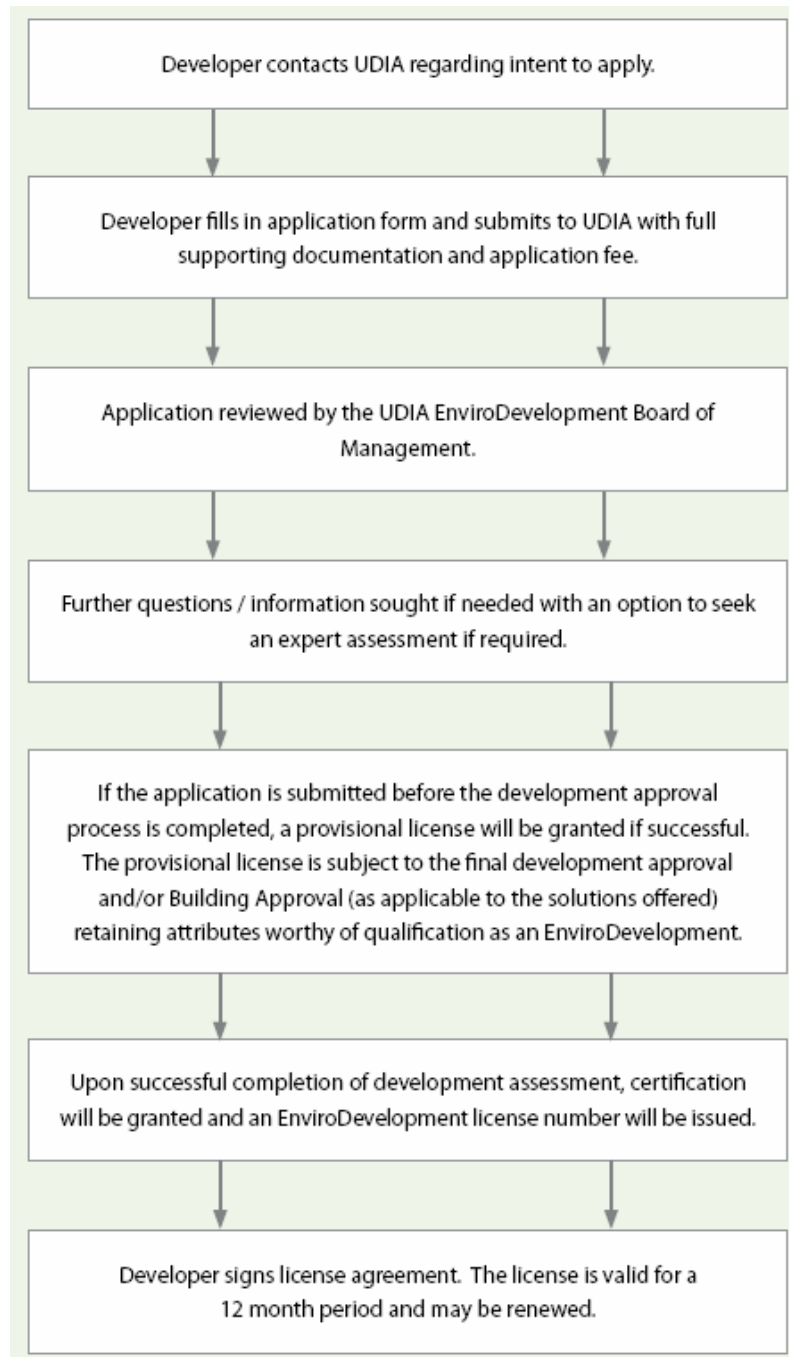 Developer contacts UDIA regarding intent to apply.
Developer fills in application form and submits to UDIA with full
supporting documentation and application fee.
Application reviewed by the UDIA EnviroDevelopment Board of
Management.
Further questions / information sought if needed with an option to seek
an expert assessment if required.
If the application is submitted before the development approval
process is completed, a provisional license will be granted if successful.
The provisional license is subject to the final development approval
and/or Building Approval (as applicable to the solutions offered)
retaining attributes worthy of qualification as an EnviroDevelopment.
Upon successful completion of development assessment, certification
will be granted and an EnviroDevelopment license number will be issued.
Developer signs license agreement. The license is valid for a
12 month period and may be renewed.